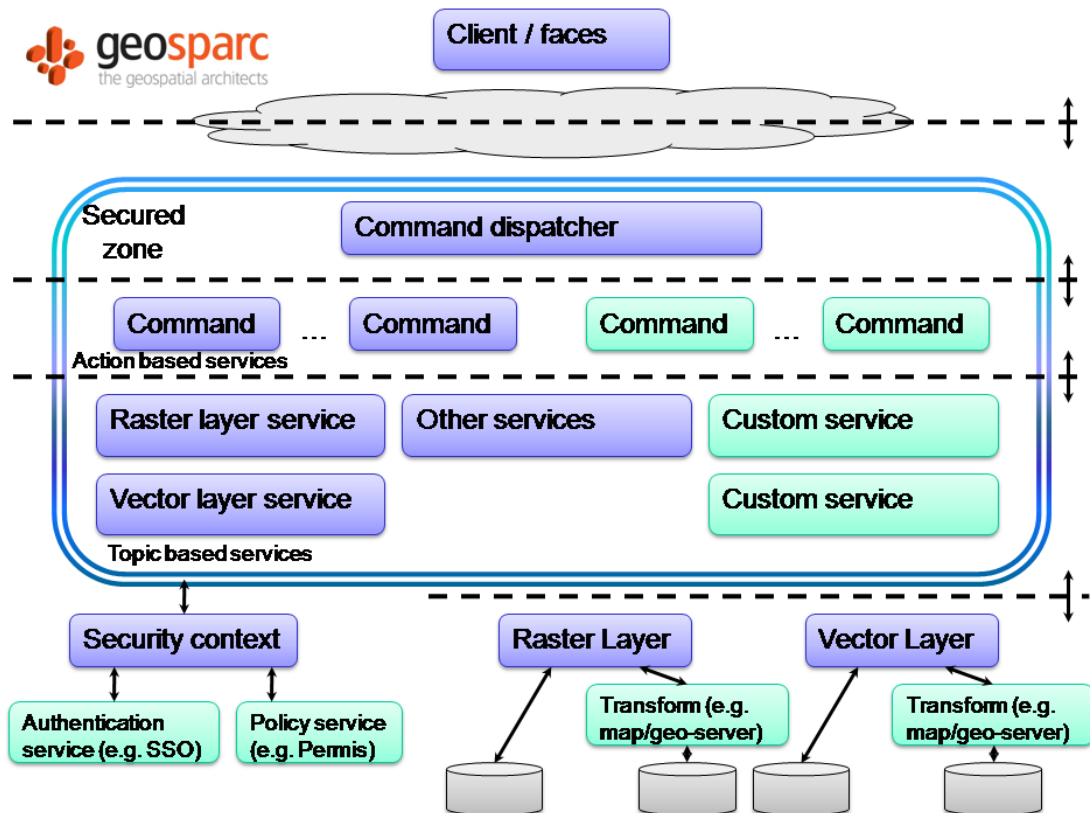 geosparc
the geospatial architects
Client / faces
Secured
zone
Command dispatcher
Command ... Command Command ... Command
Action based services
Raster layer service Other services Custom service
Vector layer service Custom service
Topic based services
Security context Raster Layer Vector Layer
Authentication
service (e.g. SSO)
Policy service
(e.g. Permis)
Transform (e.g.
map/geo-server)
Transform (e.g.
map/geo-server)